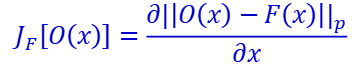 J_F[O(x)] = ∂||O(x) − F(x)||_p / ∂x